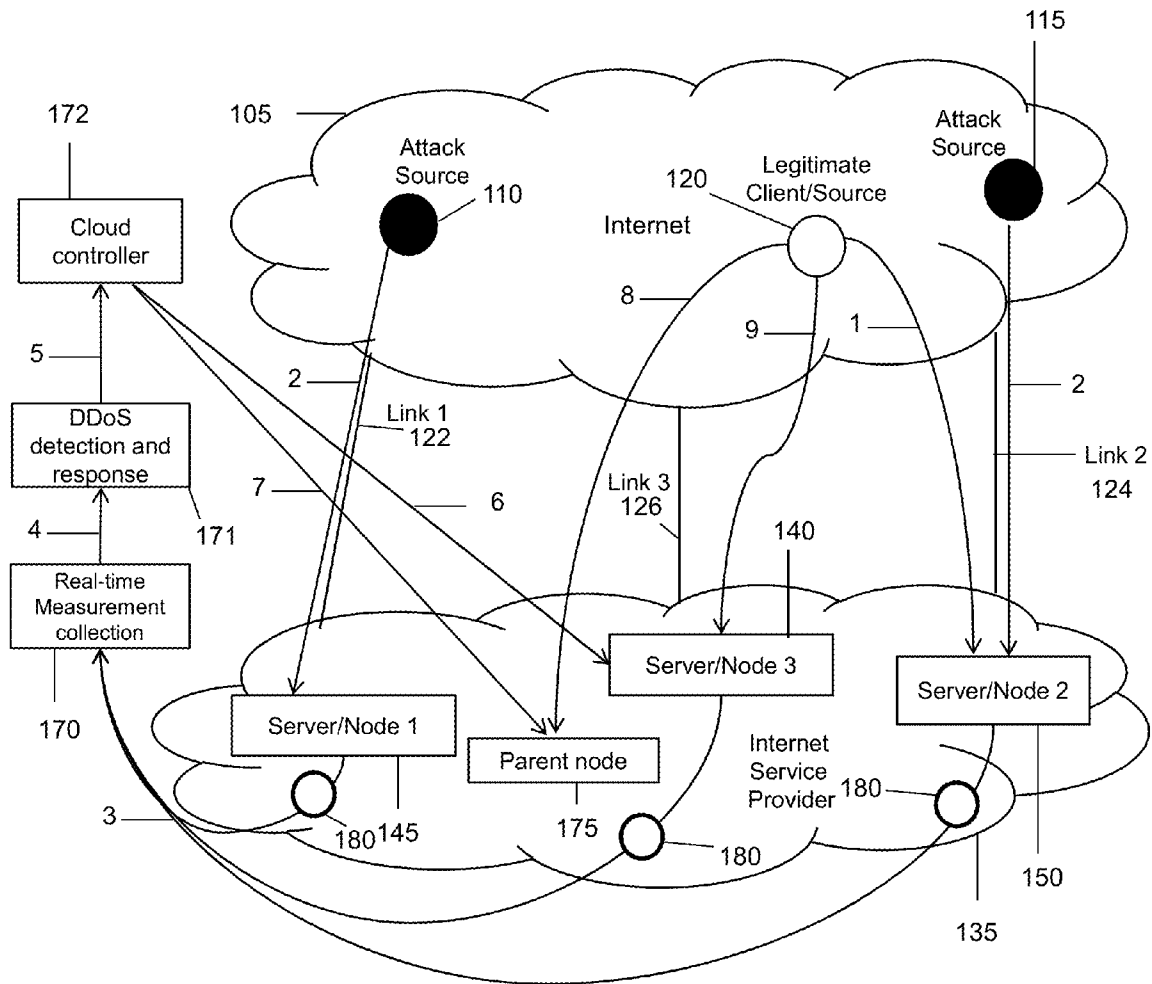 115
172
105
Attack
Source
Attack
Source
Legitimate
Client/Source
120
110
Cloud
controller
Internet
8
9
1
5
2
2
Link 1
122
DDoS
detection and
response
Link 2
124
7
6
Link 3
126
171
4
140
Real-time
Measurement
collection
Server/Node 3
Server/Node 2
Server/Node 1
170
Parent node
Internet
Service
Provider
180
3
180
145
175
180
150
135